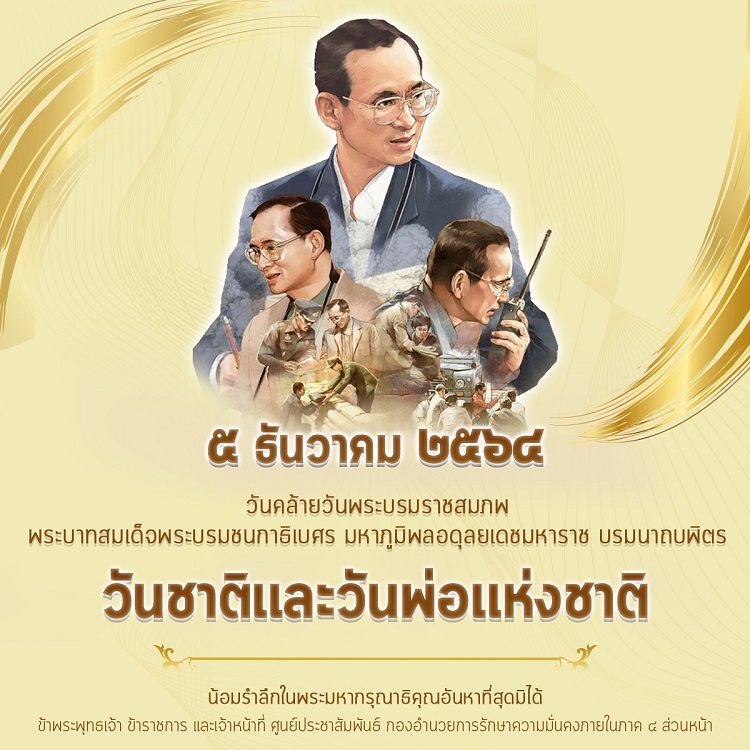 ๕ ธันวาคม ๒๕๖๔
วันคล้ายวันพระบรมราชสมภพ
พระบาทสมเด็จพระบรมชนกาธิเบศร มหาภูมิพลอดุลยเดชมหาราช บรมนาถบพิตร
วันชาติและวันพ่อแห่งชาติ
น้อมรำลึกในพระมหากรุณาธิคุณอันหาที่สุดมิได้
ข้าพระพุทธเจ้า ข้าราชการ และเจ้าหน้าที่ ศูนย์ประชาสัมพันธ์ กองอำนวยการรักษาความมั่นคงภายในภาค ๔ ส่วนหน้า